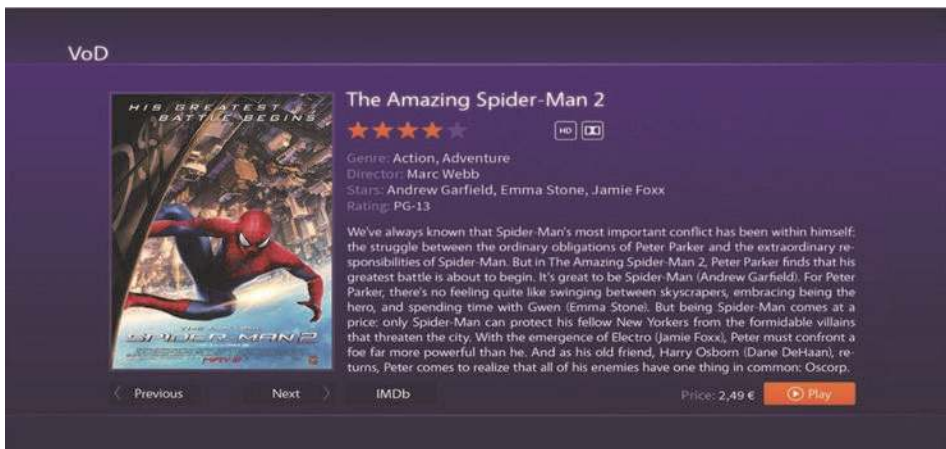 VoD
HIS GREATEST
BATTLE BEGINS
The Amazing Spider-Man 2
HD
Genre: Action, Adventure
Director: Marc Webb
Stars: Andrew Garfield, Emma Stone, Jamie Foxx
Rating: PG-13
We've always known that Spider-Man's most important conflict has been within himself:
the struggle between the ordinary obligations of Peter Parker and the extraordinary re-
sponsibilities of Spider-Man. But in The Amazing Spider-Man 2, Peter Parker finds that his
greatest battle is about to begin. It's great to be Spider-Man (Andrew Garfield). For Peter
Parker, there's no feeling quite like swinging between skyscrapers, embracing being the
hero, and spending time with Gwen (Emma Stone). But being Spider-Man comes at a
price: only Spider-Man can protect his fellow New Yorkers from the formidable villains
that threaten the city. With the emergence of Electro (Jamie Foxx), Peter must confront a
foe far more powerful than he. And as his old friend, Harry Osborn (Dane DeHaan), re-
turns, Peter comes to realize that all of his enemies have one thing in common: Oscorp.
SPIDER-MAN 2
Previous
Next
IMDb
Price: 2,49 €
Play